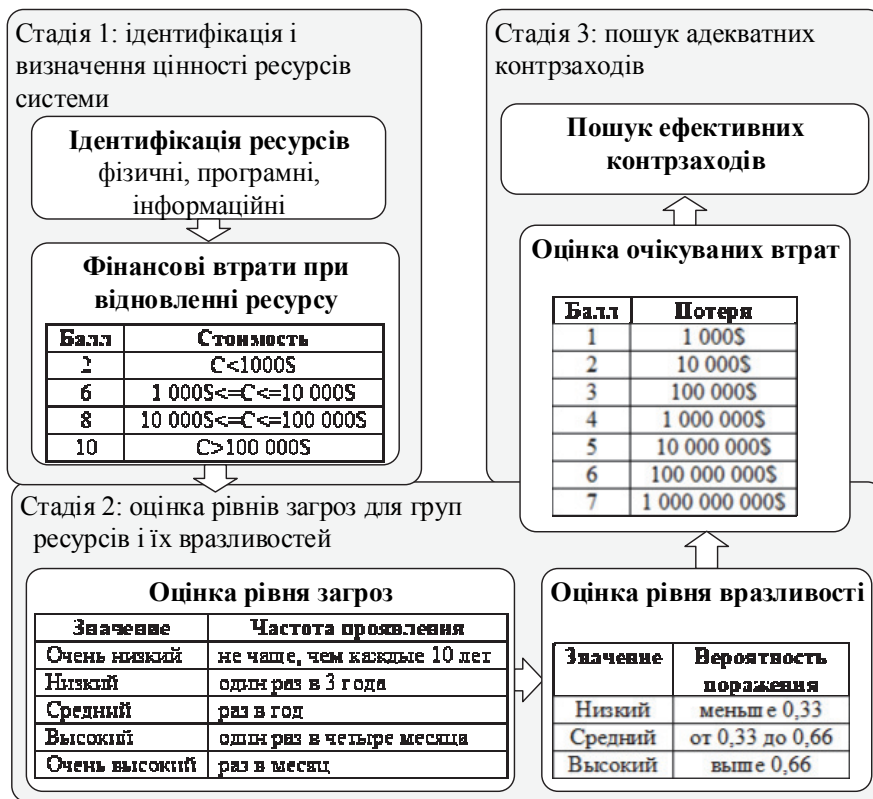 Стадія 1: ідентифікація і
визначення цінності ресурсів
системи
Ідентифікація ресурсів
фізичні, програмні,
інформаційні
Фінансові втрати при
відновленні ресурсу
Балл Стоимость
2 C<1000$
6 1 000$<=C<=10 000$
8 10 000$<=C<=100 000$
10 C>100 000$
Стадія 2: оцінка рівнів загроз для груп
ресурсів і їх вразливостей
Оцінка рівня загроз
Значение Частота проявления
Очень низкий не чаще, чем каждые 10 лет
Низкий один раз в 3 года
Средний раз в год
Высокий один раз в четыре месяца
Очень высокий раз в месяц
Оцінка рівня вразливості
Значение Вероятность
поражения
Низкий меньше 0,33
Средний от 0,33 до 0,66
Высокий выше 0,66
Стадія 3: пошук адекватних
контрзаходів
Пошук ефективних
контрзаходів
Оцінка очікуваних втрат
Балл Потеря
1 1 000$
2 10 000$
3 100 000$
4 1 000 000$
5 10 000 000$
6 100 000 000$
7 1 000 000 000$